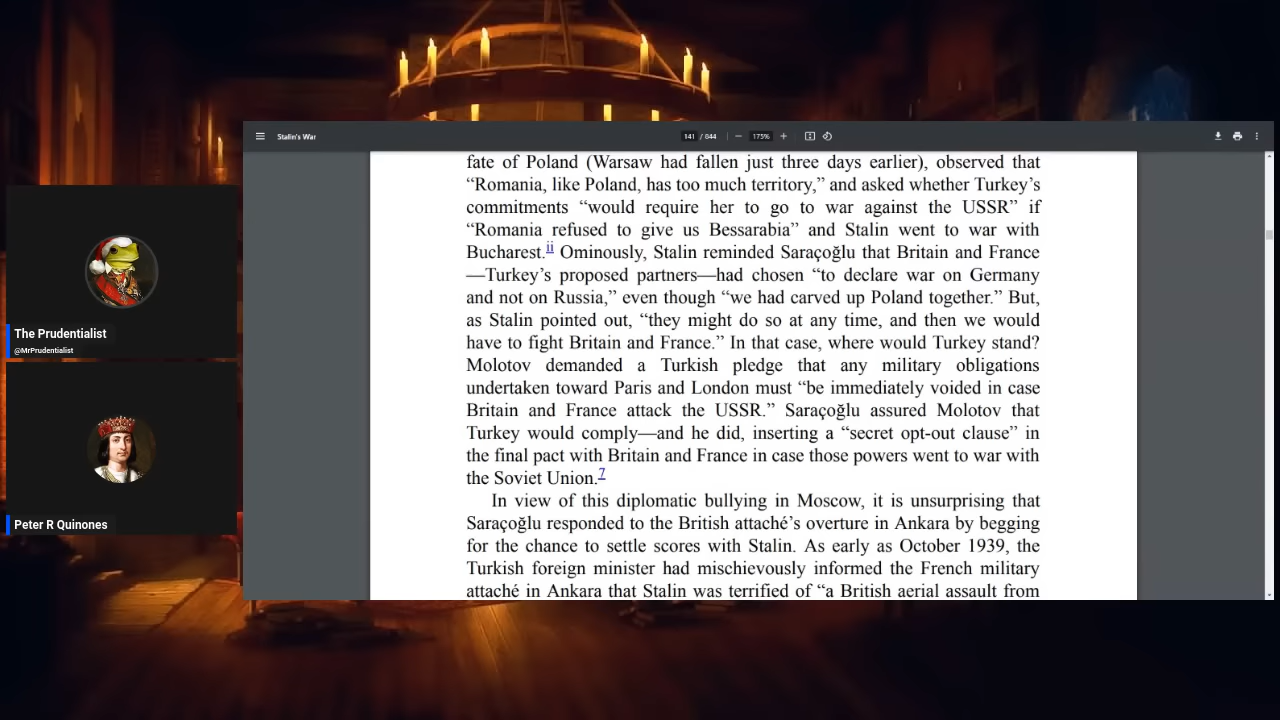 Stalin's War
141 / 844
175%
fate of Poland (Warsaw had fallen just three days earlier), observed that
“Romania, like Poland, has too much territory,” and asked whether Turkey’s
commitments “would require her to go to war against the USSR” if
“Romania refused to give us Bessarabia” and Stalin went to war with
Bucharest.ii Ominously, Stalin reminded Saraçoğlu that Britain and France
—Turkey’s proposed partners—had chosen “to declare war on Germany
and not on Russia,” even though “we had carved up Poland together.” But,
as Stalin pointed out, “they might do so at any time, and then we would
have to fight Britain and France.” In that case, where would Turkey stand?
Molotov demanded a Turkish pledge that any military obligations
undertaken toward Paris and London must “be immediately voided in case
Britain and France attack the USSR.” Saraçoğlu assured Molotov that
Turkey would comply—and he did, inserting a “secret opt-out clause” in
the final pact with Britain and France in case those powers went to war with
the Soviet Union.7
In view of this diplomatic bullying in Moscow, it is unsurprising that
Saraçoğlu responded to the British attaché’s overture in Ankara by begging
for the chance to settle scores with Stalin. As early as October 1939, the
Turkish foreign minister had mischievously informed the French military
attaché in Ankara that Stalin was terrified of “a British aerial assault from
The Prudentialist
@MrPrudentialist
Peter R Quinones